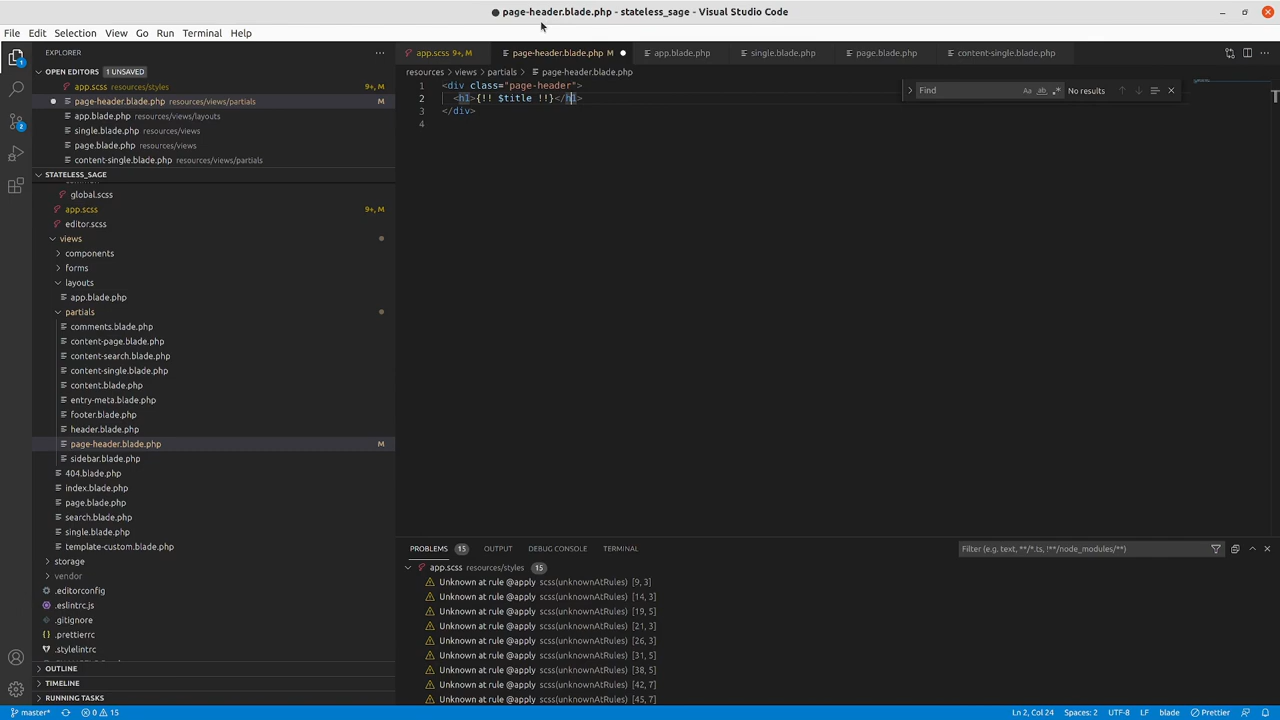 ● page-header.blade.php - stateless_sage - Visual Studio Code
File Edit Selection View Go Run Terminal Help
EXPLORER
OPEN EDITORS 1 UNSAVED
app.scss resources/styles 9+, M
page-header.blade.php resources/views/partials M
app.blade.php resources/views/layouts
single.blade.php resources/views
page.blade.php resources/views
content-single.blade.php resources/views/partials
STATELESS_SAGE
global.scss
app.scss 9+, M
editor.scss
views
components
forms
layouts
app.blade.php
partials
comments.blade.php
content-page.blade.php
content-search.blade.php
content-single.blade.php
content.blade.php
entry-meta.blade.php
footer.blade.php
header.blade.php
page-header.blade.php M
sidebar.blade.php
404.blade.php
index.blade.php
page.blade.php
search.blade.php
single.blade.php
template-custom.blade.php
storage
vendor
.editorconfig
.eslintrc.js
.gitignore
.prettierrc
.stylelintrc
OUTLINE
TIMELINE
RUNNING TASKS
app.scss 9+, M page-header.blade.php M app.blade.php single.blade.php page.blade.php content-single.blade.php
resources > views > partials > page-header.blade.php
1 <div class="page-header">
2 <h1>{!! $title !!}</h1>
3 </div>
4
Find Aa ab .* No results
PROBLEMS 15 OUTPUT DEBUG CONSOLE TERMINAL Filter (e.g. text, **/*.ts, !**/node_modules/**)
app.scss resources/styles 15
Unknown at rule @apply scss(unknownAtRules) [9, 3]
Unknown at rule @apply scss(unknownAtRules) [14, 3]
Unknown at rule @apply scss(unknownAtRules) [19, 5]
Unknown at rule @apply scss(unknownAtRules) [21, 3]
Unknown at rule @apply scss(unknownAtRules) [26, 3]
Unknown at rule @apply scss(unknownAtRules) [31, 5]
Unknown at rule @apply scss(unknownAtRules) [38, 5]
Unknown at rule @apply scss(unknownAtRules) [42, 7]
Unknown at rule @apply scss(unknownAtRules) [45, 7]
master* 0 15 Ln 2, Col 24 Spaces: 2 UTF-8 LF blade Prettier